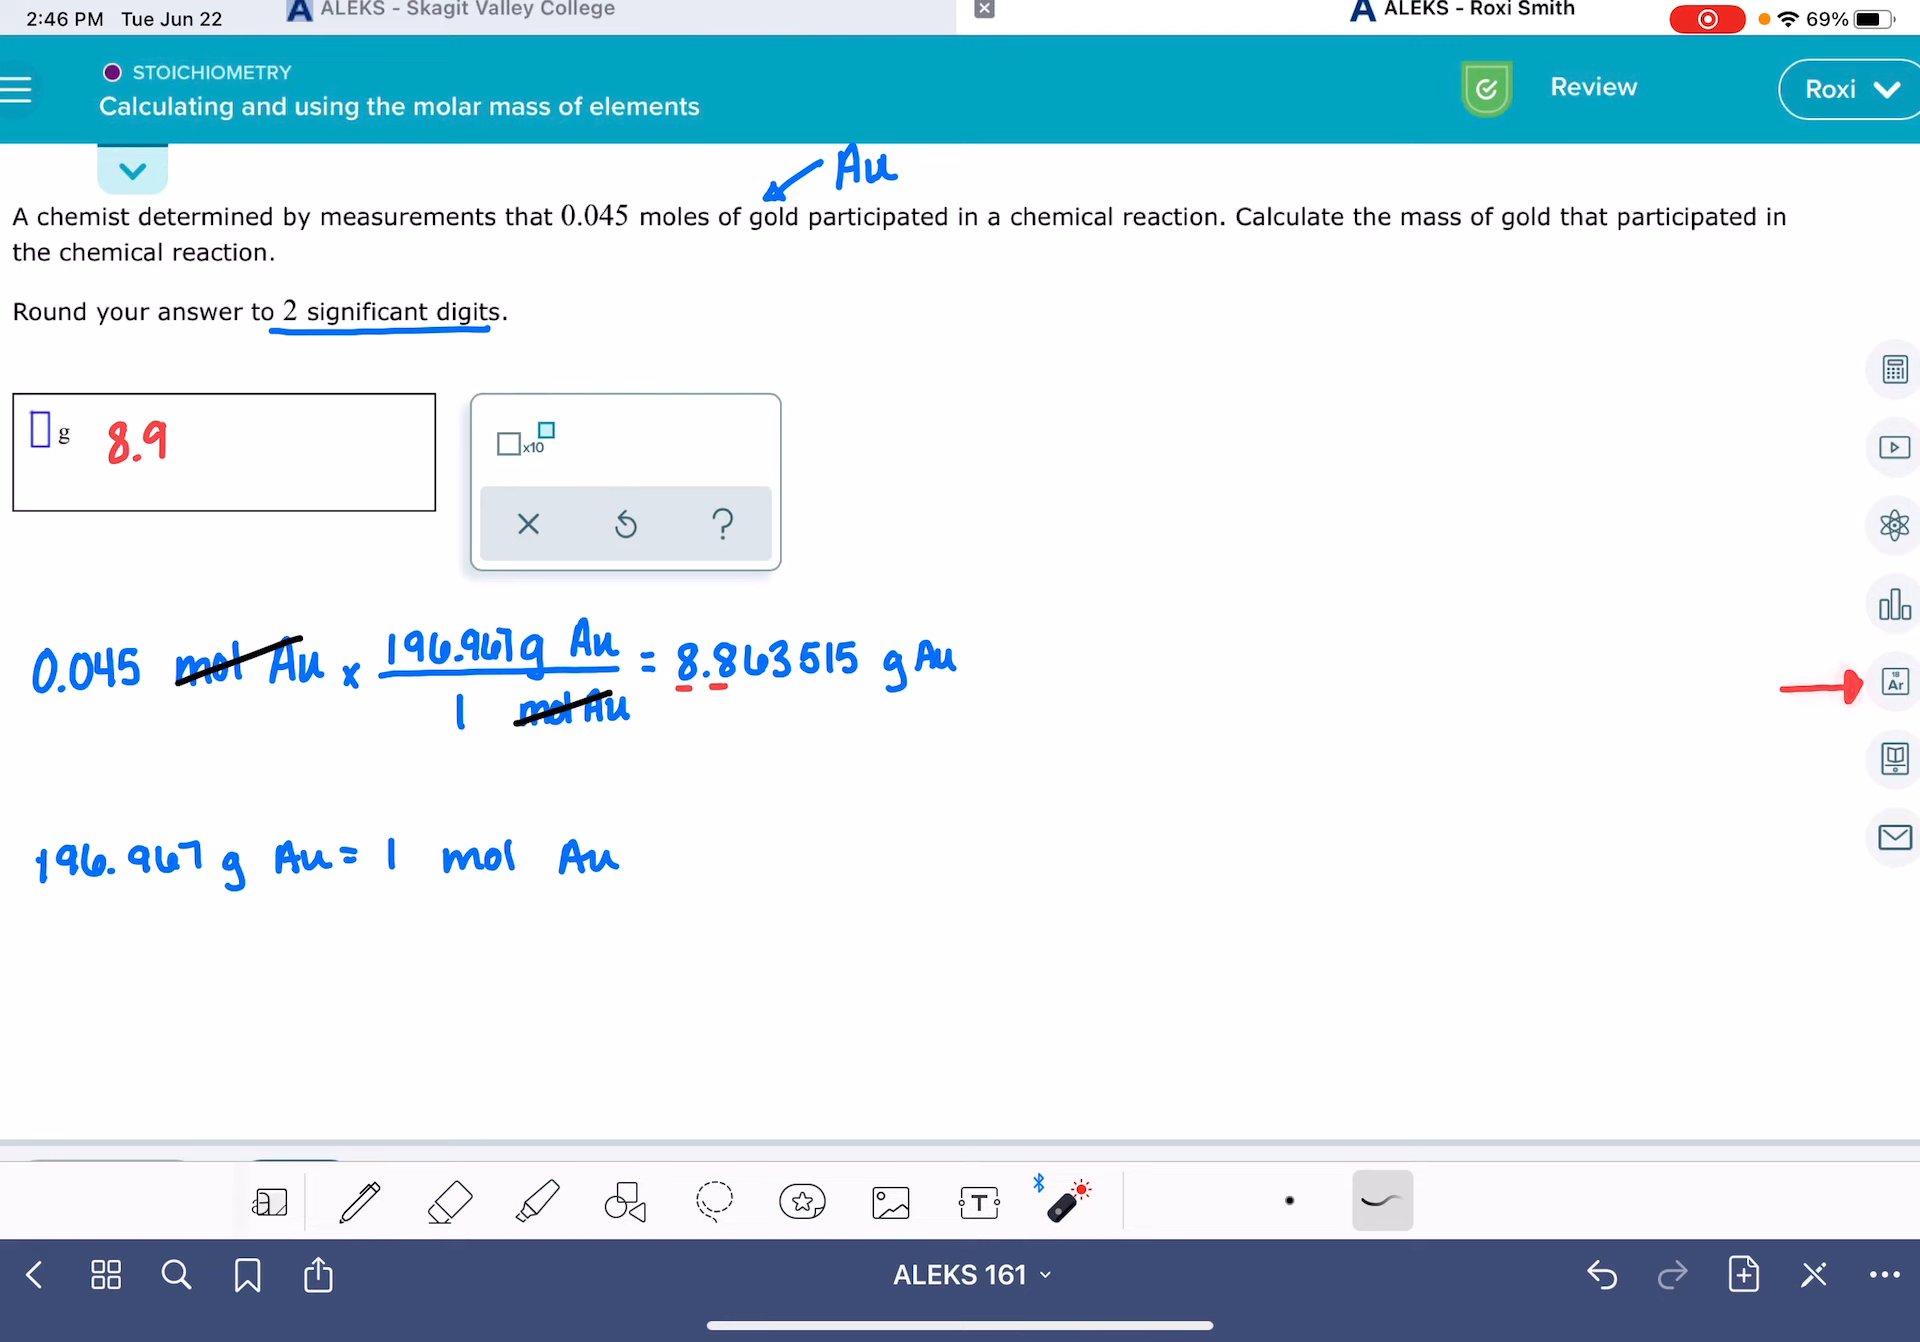 2:46 PM Tue Jun 22
ALEKS - Skagit Valley College
ALEKS - Roxi Smith
69%
STOICHIOMETRY
Calculating and using the molar mass of elements
Review
Roxi
Au
A chemist determined by measurements that 0.045 moles of gold participated in a chemical reaction. Calculate the mass of gold that participated in
the chemical reaction.
Round your answer to 2 significant digits.
g 8.9
x10
?
0.045 mol Au x 196.967g Au / 1 mol Au = 8.863515 g Au
18
Ar
196.967 g Au = 1 mol Au
a
T
ALEKS 161